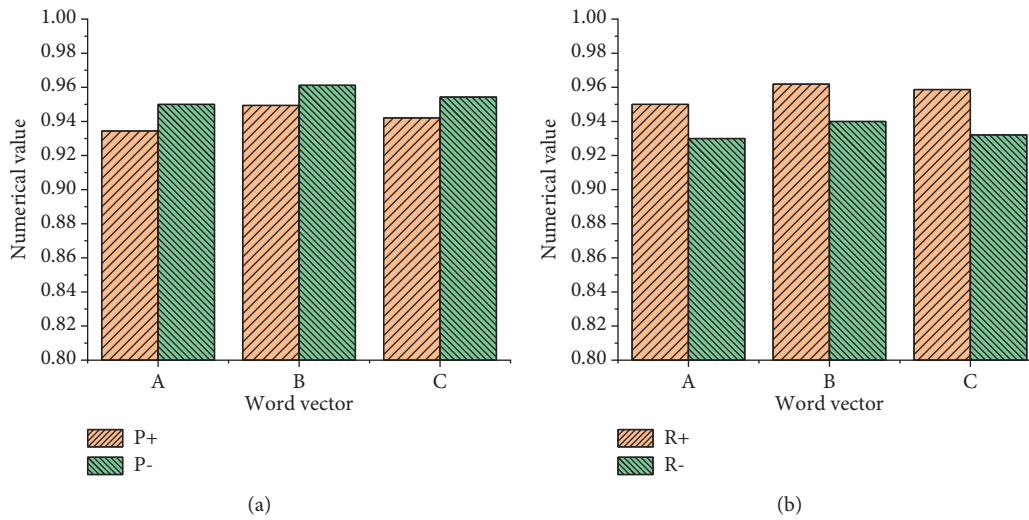 1.00
0.98
0.96
0.94
0.92
0.90
0.88
0.86
0.84
0.82
0.80
Numerical value
A B C
Word vector
P+
P-
(a)
1.00
0.98
0.96
0.94
0.92
0.90
0.88
0.86
0.84
0.82
0.80
Numerical value
A B C
Word vector
R+
R-
(b)